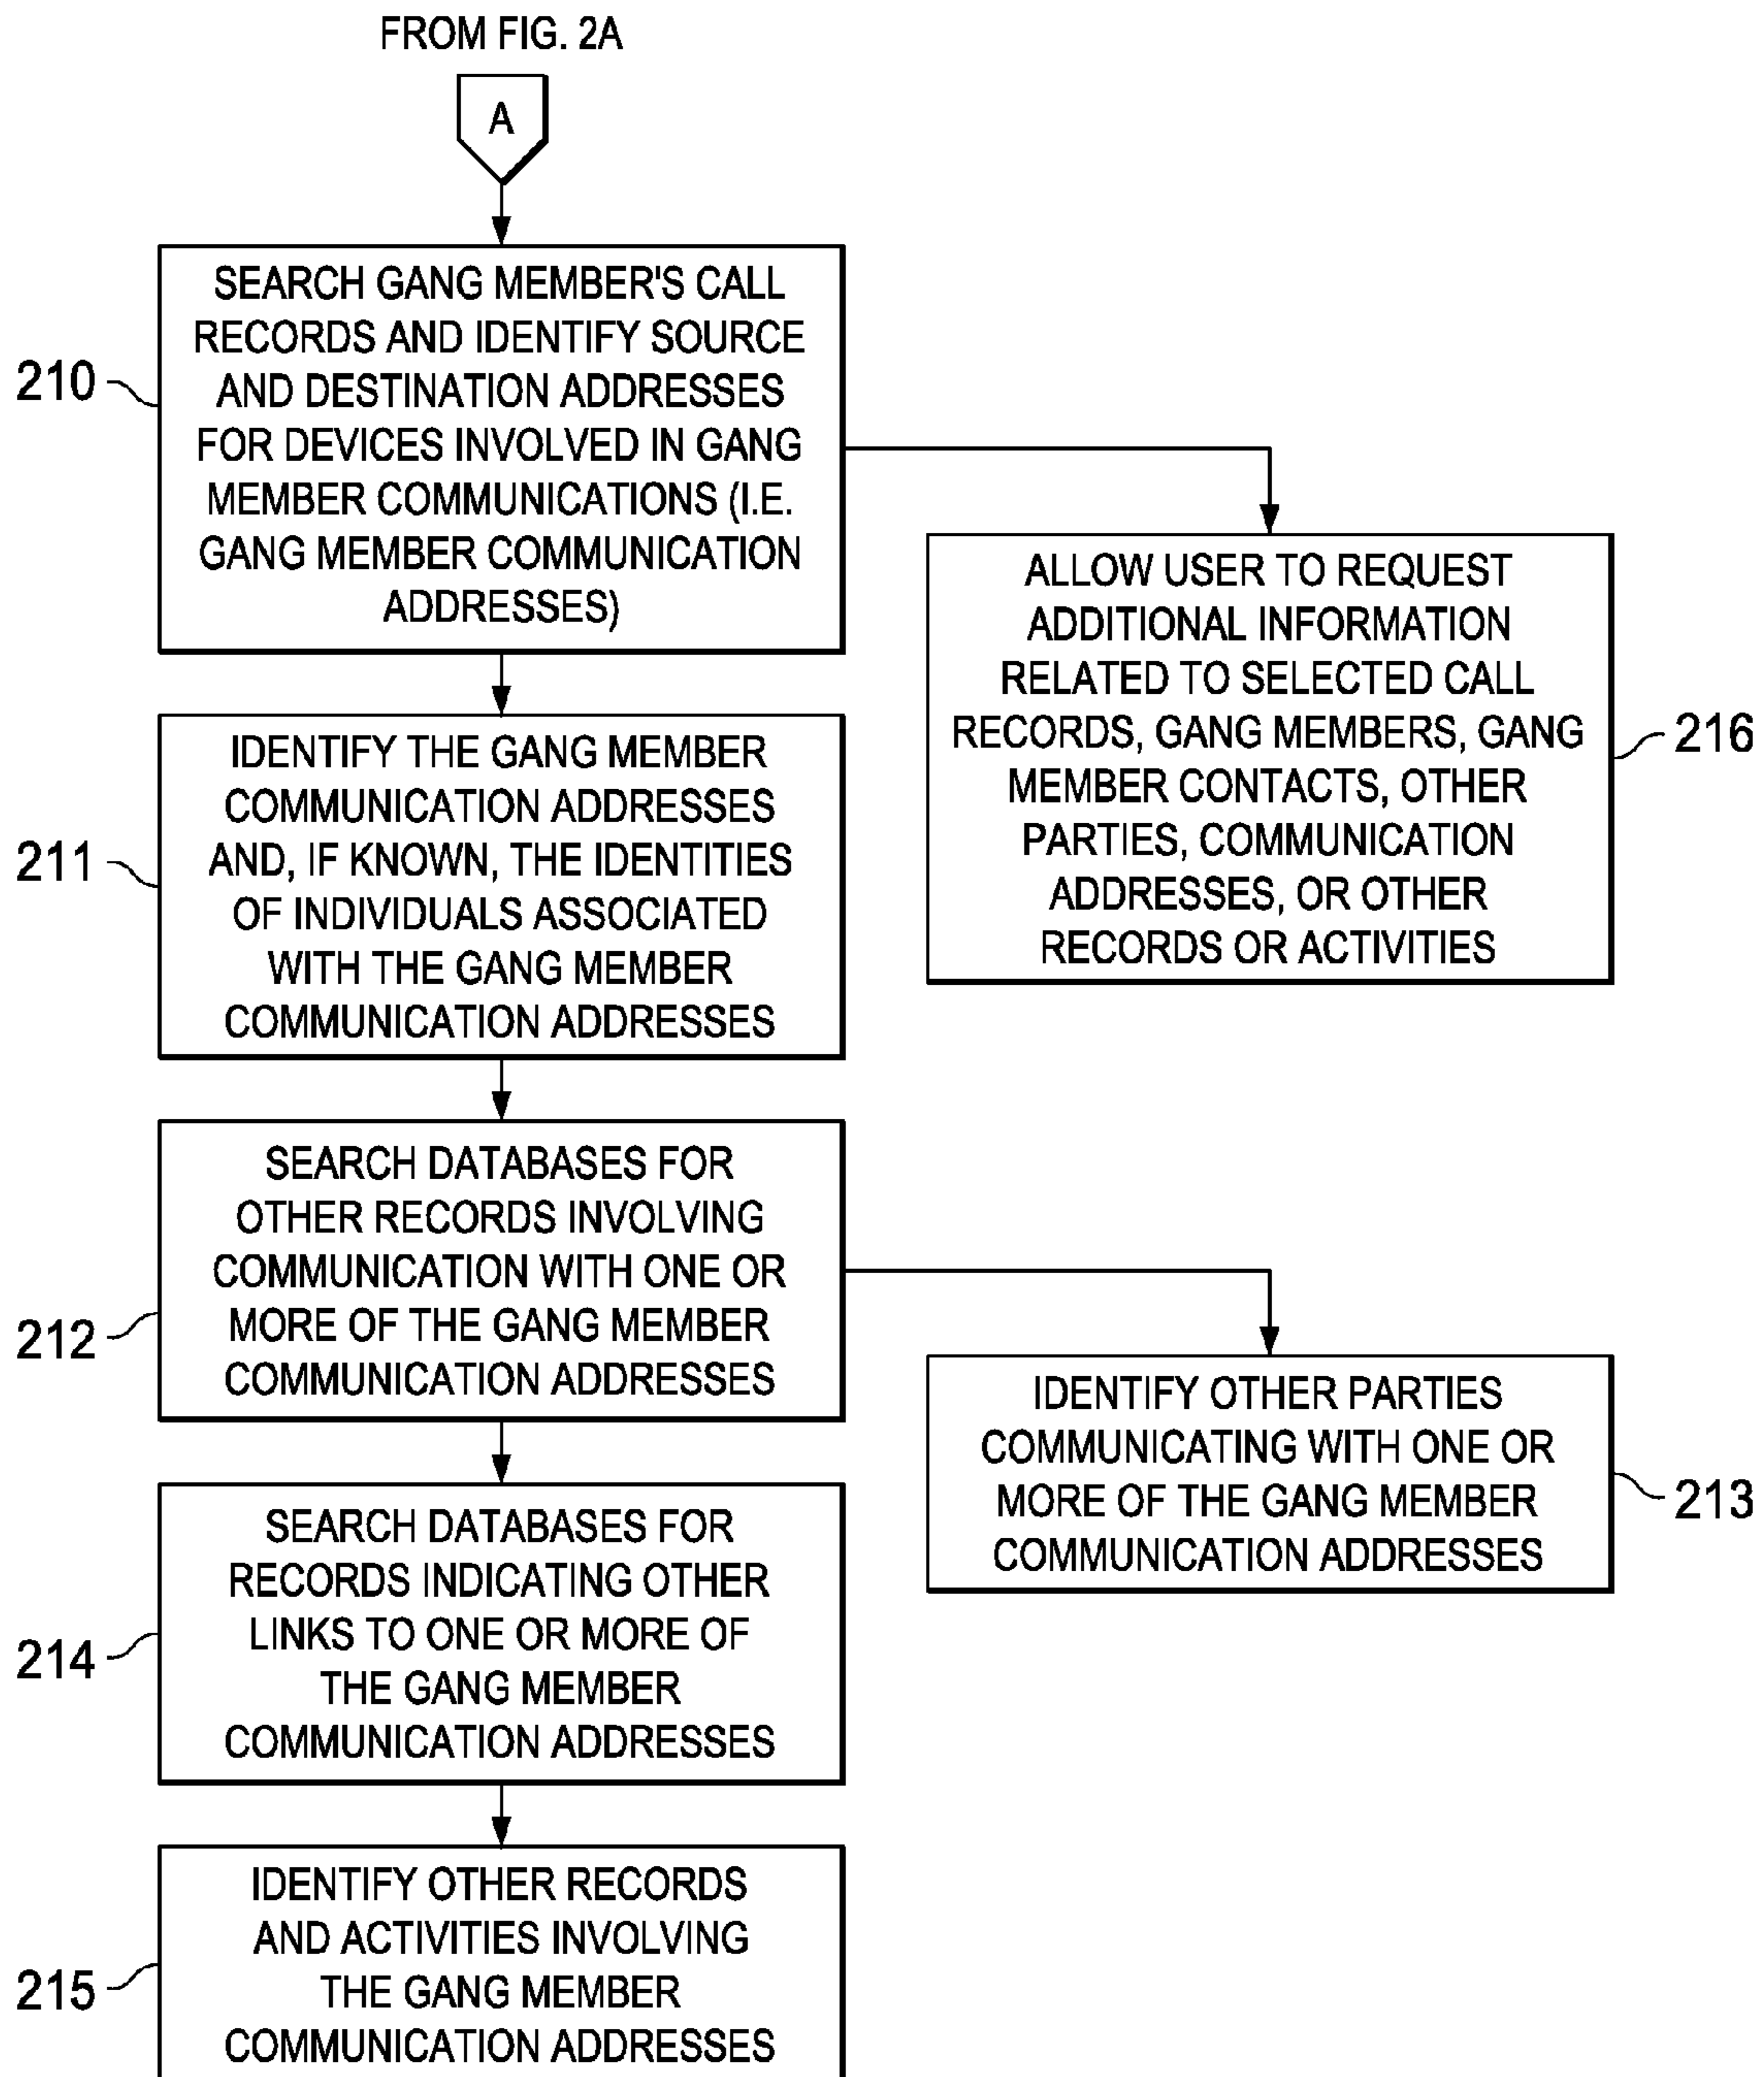 FROM FIG. 2A
A
210
SEARCH GANG MEMBER'S CALL
RECORDS AND IDENTIFY SOURCE
AND DESTINATION ADDRESSES
FOR DEVICES INVOLVED IN GANG
MEMBER COMMUNICATIONS (I.E.
GANG MEMBER COMMUNICATION
ADDRESSES)
ALLOW USER TO REQUEST
ADDITIONAL INFORMATION
RELATED TO SELECTED CALL
RECORDS, GANG MEMBERS, GANG
MEMBER CONTACTS, OTHER
PARTIES, COMMUNICATION
ADDRESSES, OR OTHER
RECORDS OR ACTIVITIES
216
211
IDENTIFY THE GANG MEMBER
COMMUNICATION ADDRESSES
AND, IF KNOWN, THE IDENTITIES
OF INDIVIDUALS ASSOCIATED
WITH THE GANG MEMBER
COMMUNICATION ADDRESSES
212
SEARCH DATABASES FOR
OTHER RECORDS INVOLVING
COMMUNICATION WITH ONE OR
MORE OF THE GANG MEMBER
COMMUNICATION ADDRESSES
IDENTIFY OTHER PARTIES
COMMUNICATING WITH ONE OR
MORE OF THE GANG MEMBER
COMMUNICATION ADDRESSES
213
214
SEARCH DATABASES FOR
RECORDS INDICATING OTHER
LINKS TO ONE OR MORE OF
THE GANG MEMBER
COMMUNICATION ADDRESSES
215
IDENTIFY OTHER RECORDS
AND ACTIVITIES INVOLVING
THE GANG MEMBER
COMMUNICATION ADDRESSES